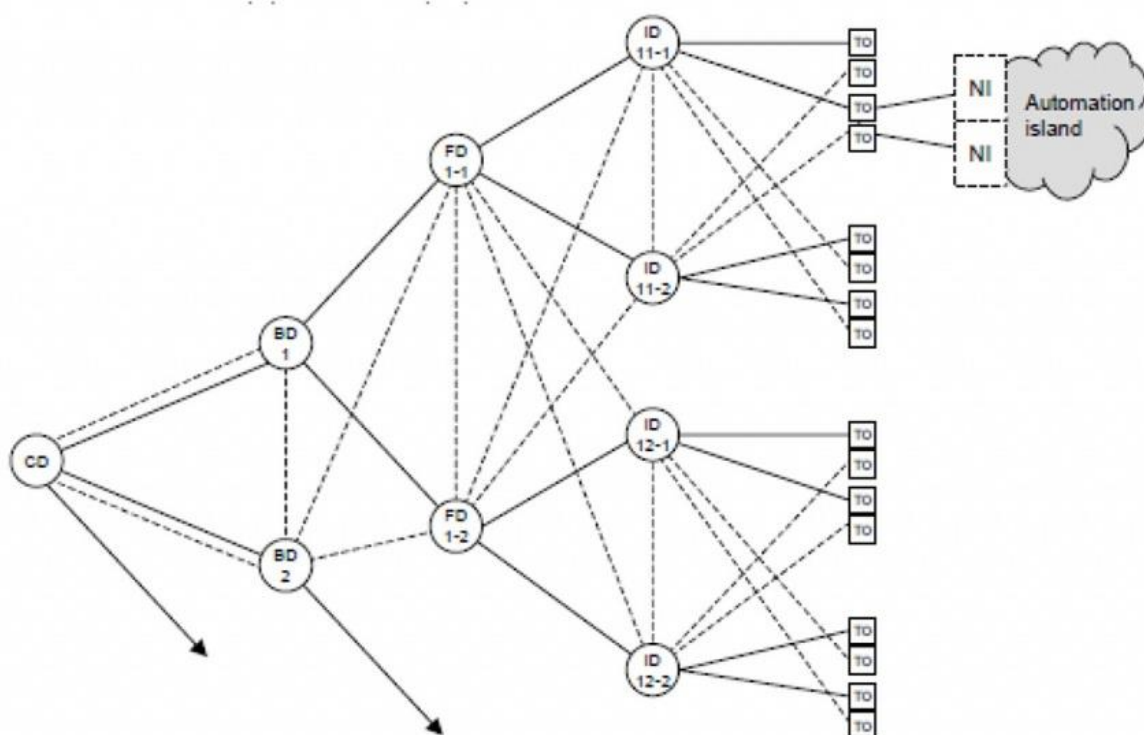 ID
11-1
TO
TO
TO
TO
NI
NI
Automation
island
FD
1-1
TO
TO
TO
TO
ID
11-2
BD
1
ID
12-1
TO
TO
TO
TO
CD
FD
1-2
BD
2
ID
12-2
TO
TO
TO
TO